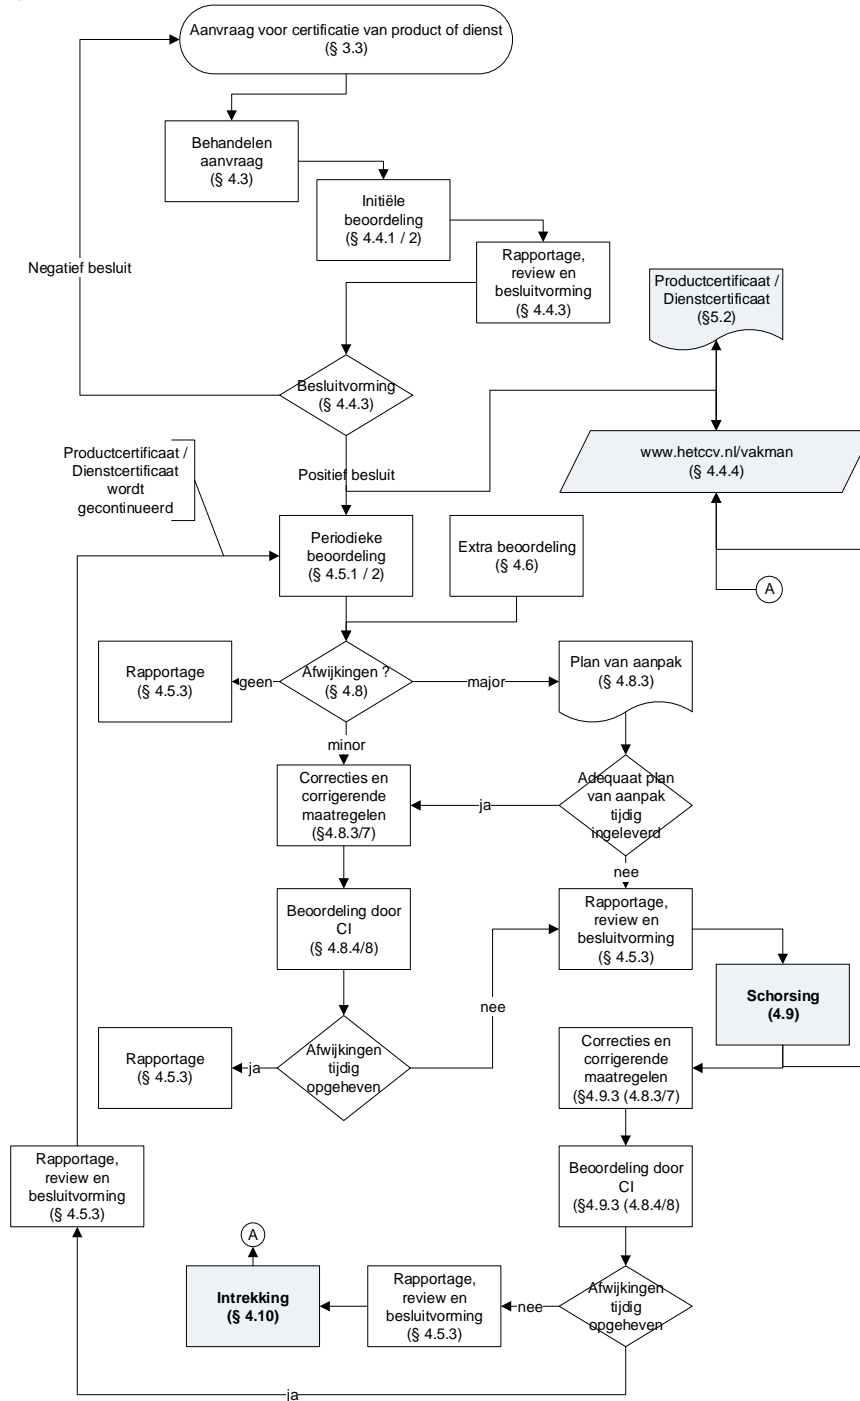 Aanvraag voor certificatie van product of dienst
(§ 3.3)
Behandelen
aanvraag
(§ 4.3)
Initiële
beoordeling
(§ 4.4.1 / 2)
Rapportage,
review en
besluitvorming
(§ 4.4.3)
Negatief besluit
Productcertificaat /
Dienstcertificaat
(§5.2)
Besluitvorming
(§ 4.4.3)
www.hetccv.nl/vakman
(§ 4.4.4)
Productcertificaat /
Dienstcertificaat
wordt
gecontinueerd
Positief besluit
Periodieke
beoordeling
(§ 4.5.1 / 2)
Extra beoordeling
(§ 4.6)
A
Rapportage
(§ 4.5.3)
geen
Afwijkingen ?
(§ 4.8)
major
Plan van aanpak
(§ 4.8.3)
minor
Correcties en
corrigerende
maatregelen
(§4.8.3/7)
ja
Adequaat plan
van aanpak
tijdig
ingeleverd
nee
Beoordeling door
CI
(§ 4.8.4/8)
Rapportage,
review en
besluitvorming
(§ 4.5.3)
nee
Schorsing
(4.9)
Rapportage
(§ 4.5.3)
ja
Afwijkingen
tijdig
opgeheven
Correcties en
corrigerende
maatregelen
(§4.9.3 (4.8.3/7)
Rapportage,
review en
besluitvorming
(§ 4.5.3)
Beoordeling door
CI
(§4.9.3 (4.8.4/8)
A
Intrekking
(§ 4.10)
Rapportage,
review en
besluitvorming
(§ 4.5.3)
nee
Afwijkingen
tijdig
opgeheven
ja